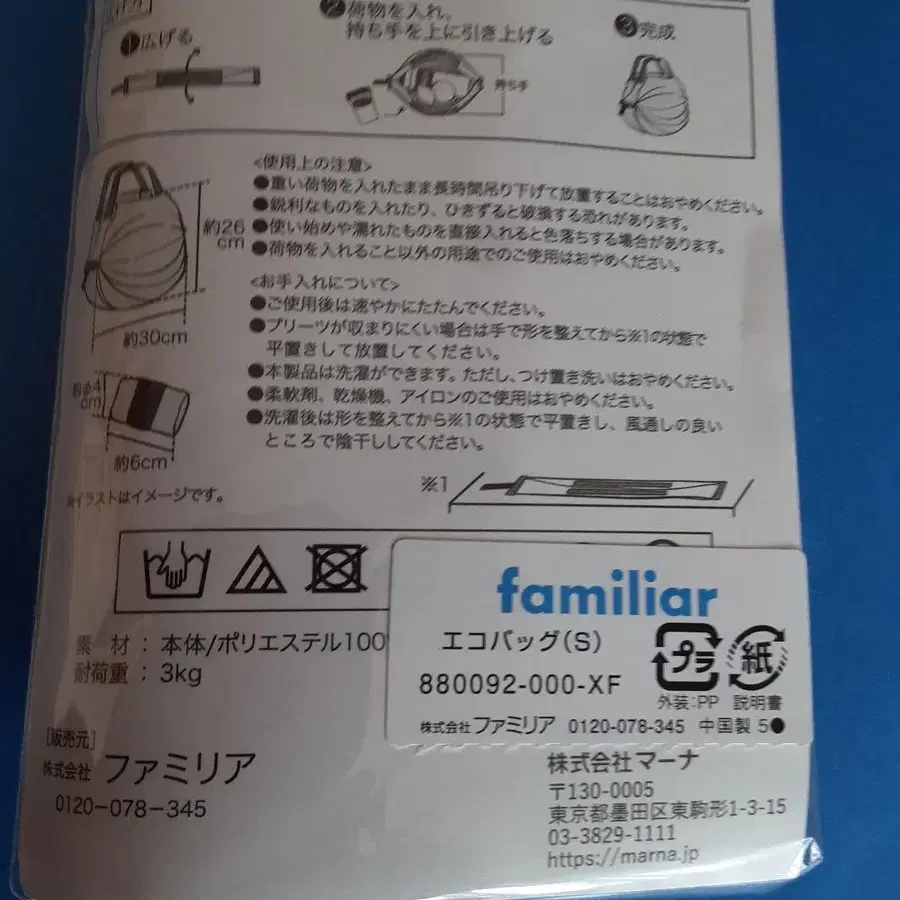 ❶広げる
❷荷物を入れ、
持ち手を上に引き上げる
持ち手
❸完成
約26
cm
約30cm
約4
cm
約6cm
※イラストはイメージです。
<使用上の注意>
●重い荷物を入れたまま長時間吊り下げて放置することはおやめください。
●鋭利なものを入れたり、ひきずると破損する恐れがあります。
●使い始めや濡れたものを直接入れると色落ちする場合があります。
●荷物を入れること以外の用途でのご使用はおやめください。
<お手入れについて>
●ご使用後は速やかにたたんでください。
●プリーツが収まりにくい場合は手で形を整えてから※1の状態で
平置きして放置してください。
●本製品は洗濯ができます。ただし、つけ置き洗いはおやめください。
●柔軟剤、乾燥機、アイロンのご使用はおやめください。
●洗濯後は形を整えてから※1の状態で平置きし、風通しの良い
ところで陰干ししてください。
※1
素 材：本体/ポリエステル100
耐荷重：3kg
[販売元]
株式会社 ファミリア
0120-078-345
familiar
エコバッグ(S)
880092-000-XF
プラ
紙
外装:PP 説明書
株式会社 ファミリア 0120-078-345 中国製 5●
株式会社マーナ
〒130-0005
東京都墨田区東駒形1-3-15
03-3829-1111
https://marna.jp